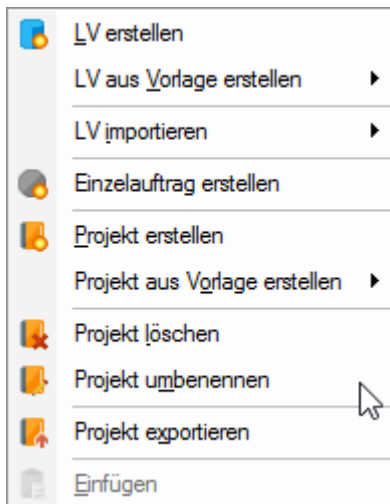 LV erstellen
LV aus Vorlage erstellen
LV importieren
Einzelauftrag erstellen
Projekt erstellen
Projekt aus Vorlage erstellen
Projekt löschen
Projekt umbenennen
Projekt exportieren
Einfügen